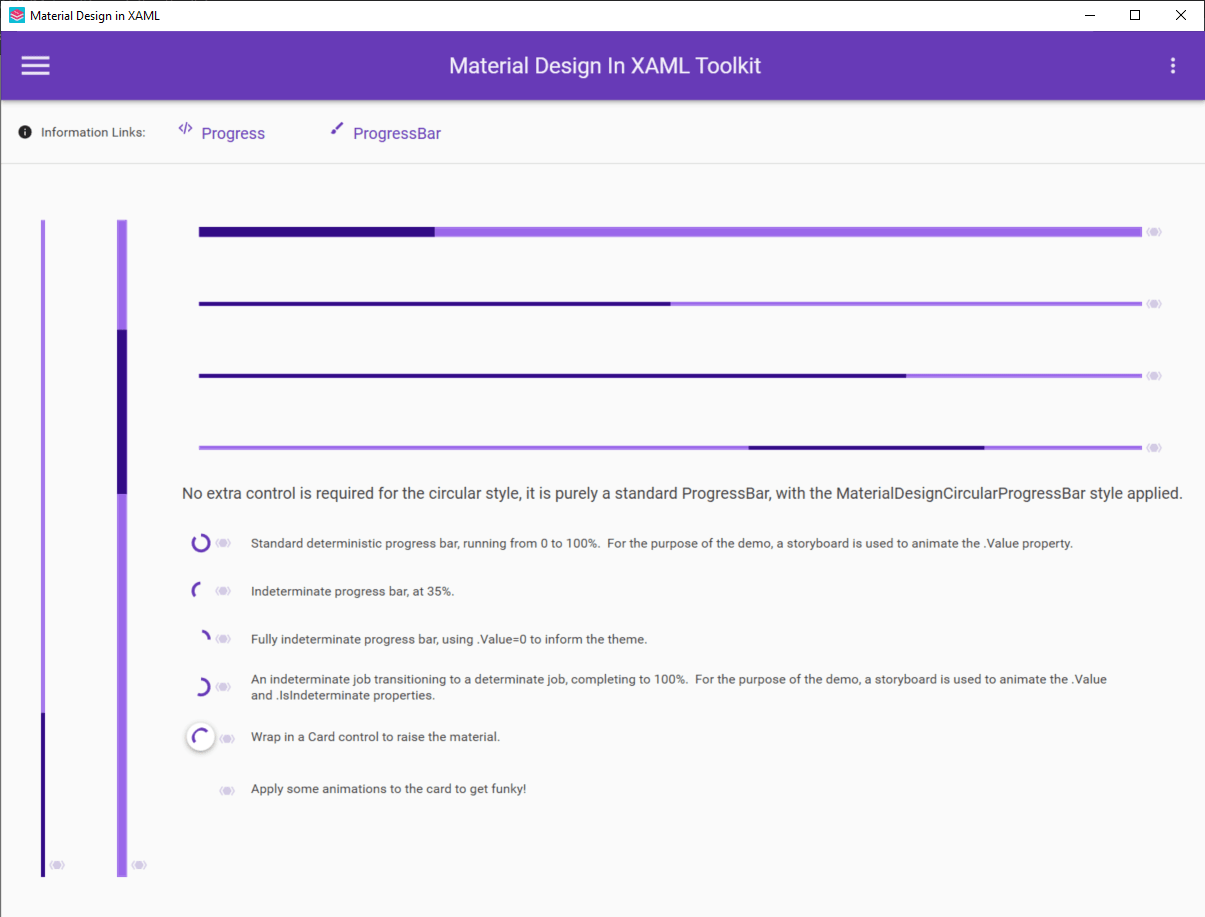 Material Design in XAML
Material Design In XAML Toolkit
Information Links:
Progress
ProgressBar
No extra control is required for the circular style, it is purely a standard ProgressBar, with the MaterialDesignCircularProgressBar style applied.
Standard deterministic progress bar, running from 0 to 100%.  For the purpose of the demo, a storyboard is used to animate the .Value property.
Indeterminate progress bar, at 35%.
Fully indeterminate progress bar, using .Value=0 to inform the theme.
An indeterminate job transitioning to a determinate job, completing to 100%.  For the purpose of the demo, a storyboard is used to animate the .Value
and .IsIndeterminate properties.
Wrap in a Card control to raise the material.
Apply some animations to the card to get funky!